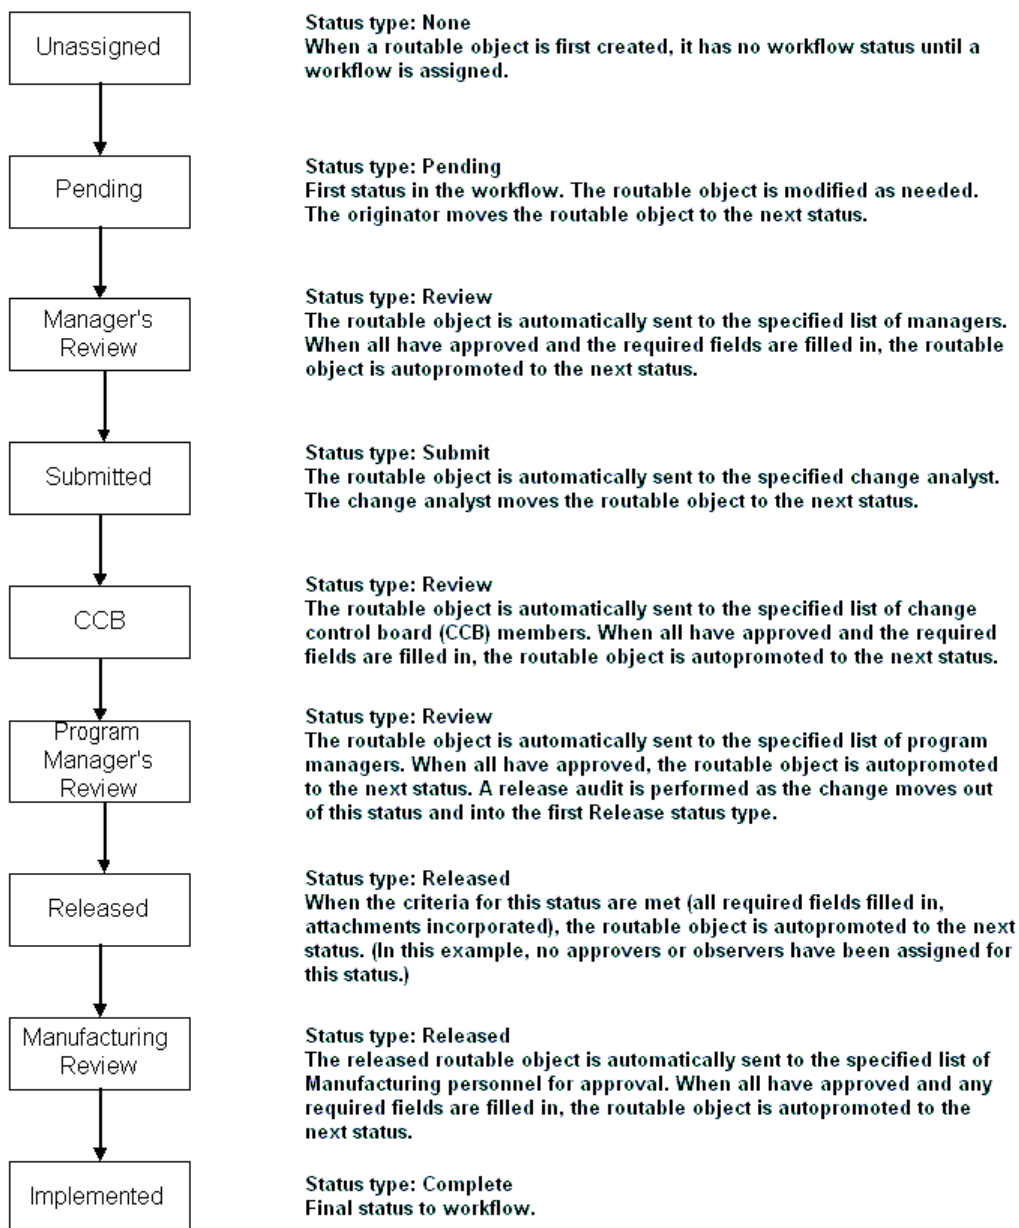 Unassigned
Status type: None
When a routable object is first created, it has no workflow status until a
workflow is assigned.
Pending
Status type: Pending
First status in the workflow. The routable object is modified as needed.
The originator moves the routable object to the next status.
Manager's
Review
Status type: Review
The routable object is automatically sent to the specified list of managers.
When all have approved and the required fields are filled in, the routable
object is autopromoted to the next status.
Submitted
Status type: Submit
The routable object is automatically sent to the specified change analyst.
The change analyst moves the routable object to the next status.
CCB
Status type: Review
The routable object is automatically sent to the specified list of change
control board (CCB) members. When all have approved and the required
fields are filled in, the routable object is autopromoted to the next status.
Program
Manager's
Review
Status type: Review
The routable object is automatically sent to the specified list of program
managers. When all have approved, the routable object is autopromoted
to the next status. A release audit is performed as the change moves out
of this status and into the first Release status type.
Released
Status type: Released
When the criteria for this status are met (all required fields filled in,
attachments incorporated), the routable object is autopromoted to the next
status. (In this example, no approvers or observers have been assigned for
this status.)
Manufacturing
Review
Status type: Released
The released routable object is automatically sent to the specified list of
Manufacturing personnel for approval. When all have approved and any
required fields are filled in, the routable object is autopromoted to the
next status.
Implemented
Status type: Complete
Final status to workflow.